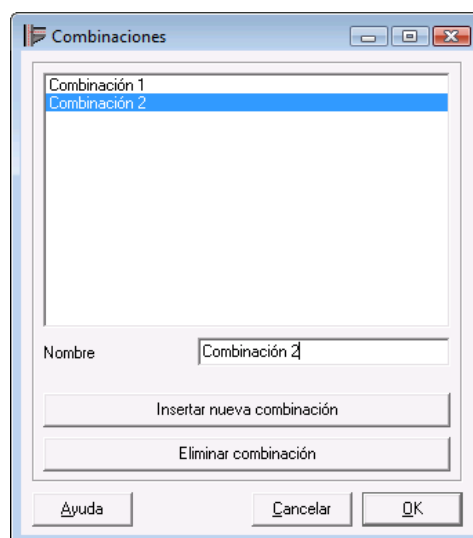 Combinaciones
Combinación 1
Combinación 2
Nombre Combinación 2
Insertar nueva combinación
Eliminar combinación
Ayuda Cancelar OK